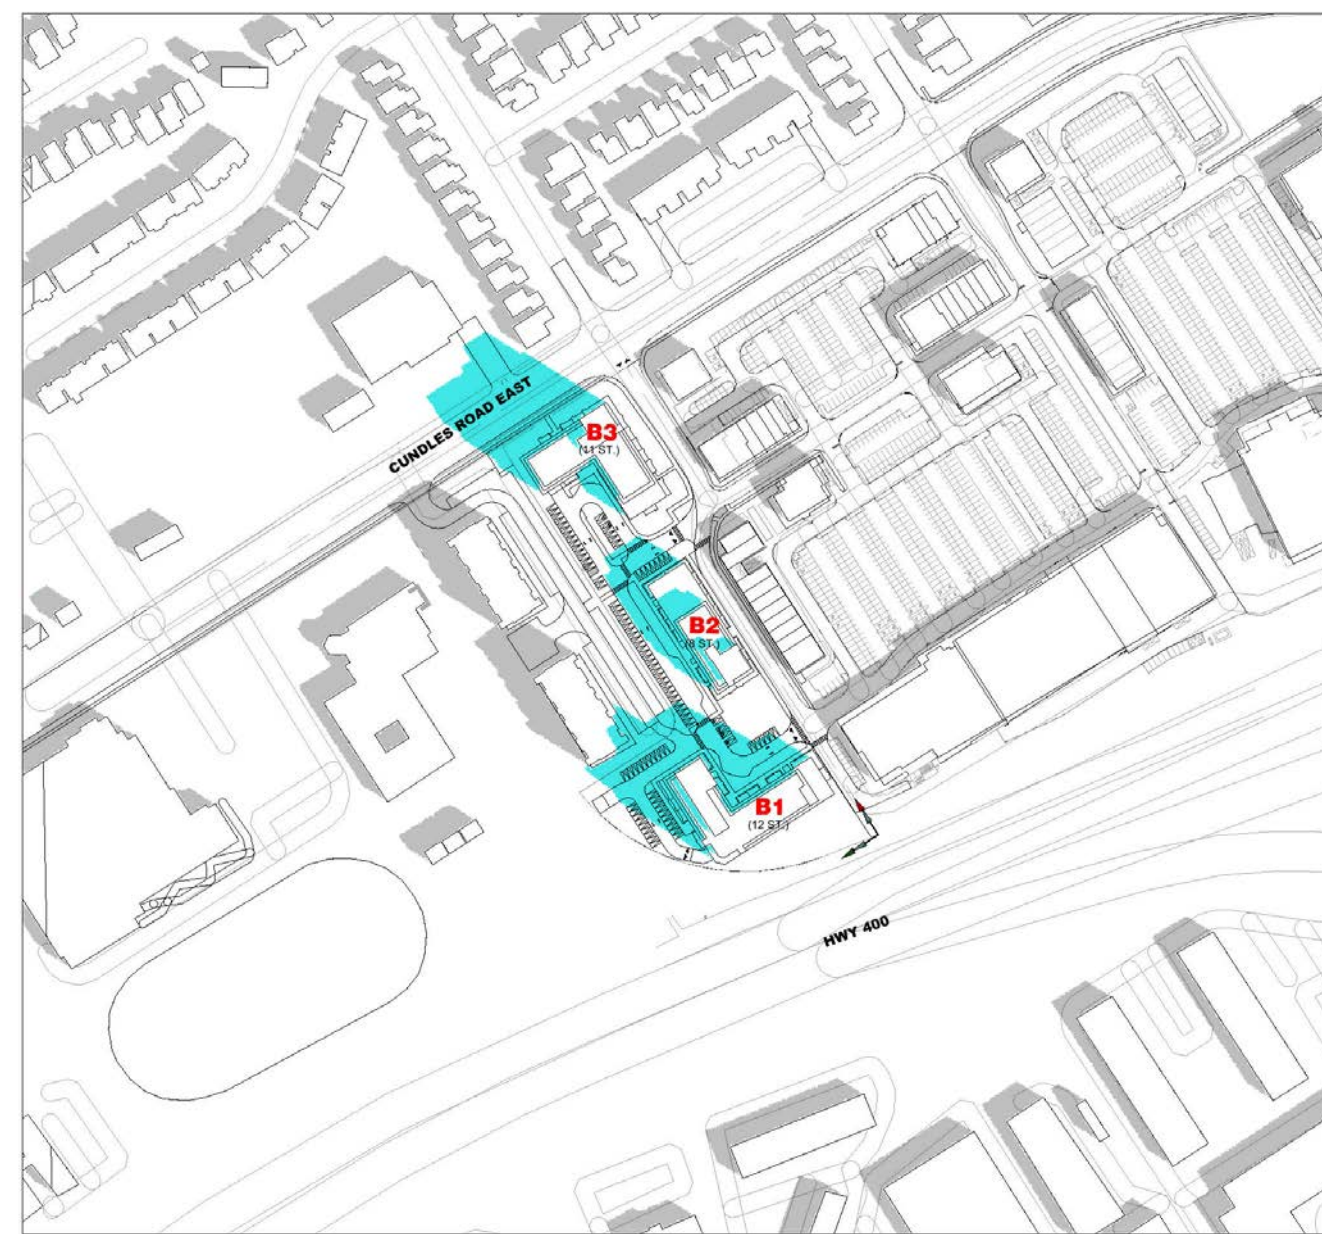 CUNDLES ROAD EAST
B3
(11 ST.)
B2
(8 ST.)
B1
(12 ST.)
HWY 400